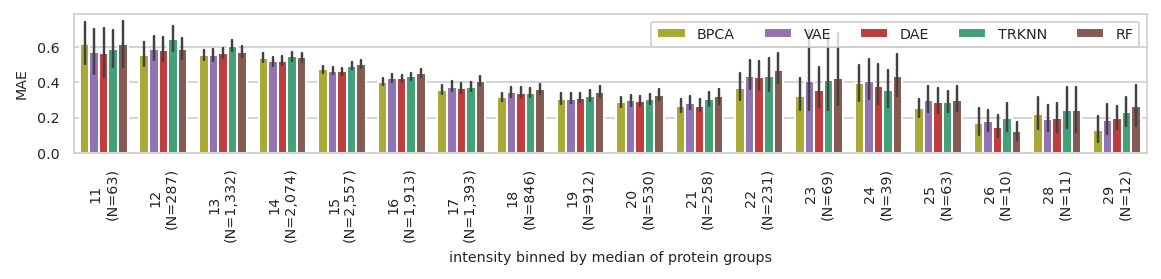 BPCA VAE DAE TRKNN RF
MAE
0.6
0.4
0.2
0.0
11
(N=63)
12
(N=287)
13
(N=1,332)
14
(N=2,074)
15
(N=2,557)
16
(N=1,913)
17
(N=1,393)
18
(N=846)
19
(N=912)
20
(N=530)
21
(N=258)
22
(N=231)
23
(N=69)
24
(N=39)
25
(N=63)
26
(N=10)
28
(N=11)
29
(N=12)
intensity binned by median of protein groups